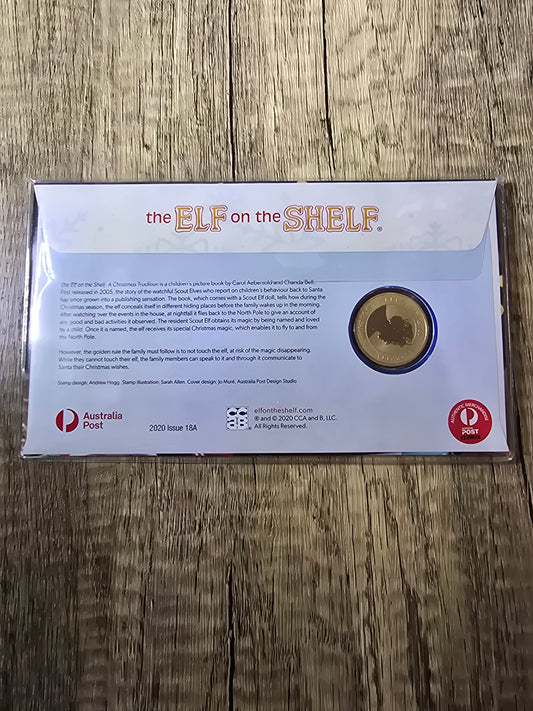 the ELF on the SHELF®
The Elf on the Shelf: A Christmas Tradition is a children's picture book by Carol Aebersold and Chanda Bell.
First released in 2005, the story of the watchful Scout Elves who report on children's behaviour back to Santa
has since grown into a publishing sensation. The book, which comes with a Scout Elf doll, tells how during the
Christmas season, the elf conceals itself in different hiding places before the family wakes up in the morning.
After watching over the events in the house, at nightfall it flies back to the North Pole to give an account of
any good and bad activities it observed. The resident Scout Elf obtains its magic by being named and loved
by a child. Once it is named, the elf receives its special Christmas magic, which enables it to fly to and from
the North Pole.
However, the golden rule the family must follow is to not touch the elf, at risk of the magic disappearing.
While they cannot touch their elf, the family members can speak to it and through it communicate to
Santa their Christmas wishes.
Stamp design: Andrew Hogg. Stamp illustration: Sarah Allen. Cover design: Jo Muré, Australia Post Design Studio
Australia
Post
2020 Issue 18A
CCA
AB
elfontheshelf.com
® and © 2020 CCA and B, LLC.
All Rights Reserved.
AUTHENTIC MERCHANDISE
POST